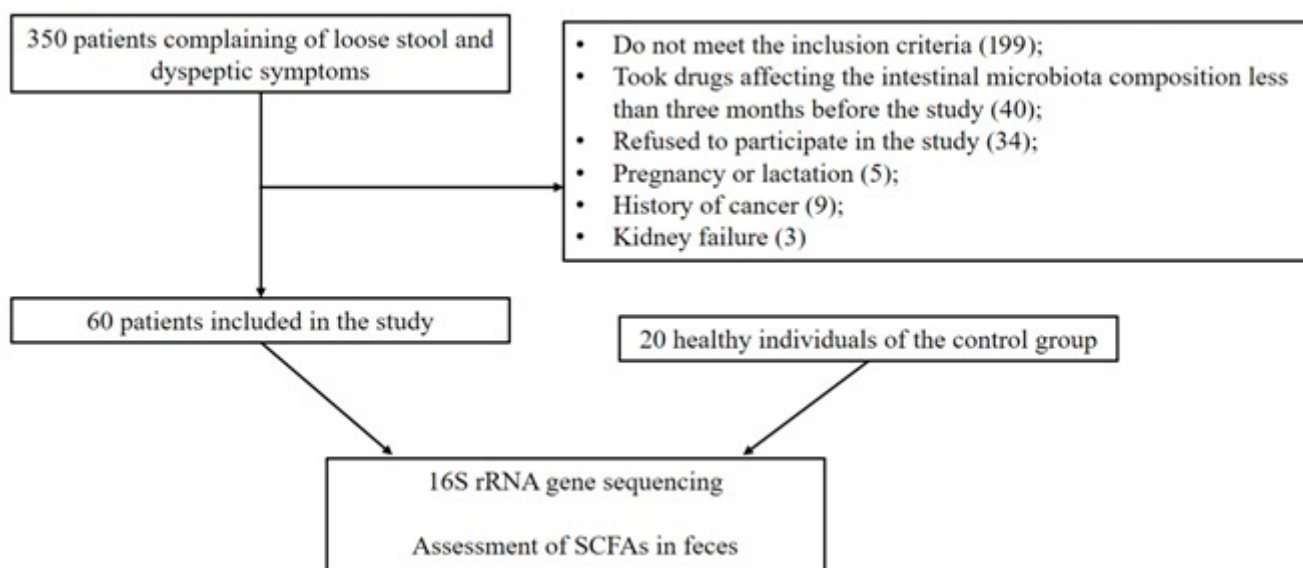 350 patients complaining of loose stool and
dyspeptic symptoms
• Do not meet the inclusion criteria (199);
• Took drugs affecting the intestinal microbiota composition less
than three months before the study (40);
• Refused to participate in the study (34);
• Pregnancy or lactation (5);
• History of cancer (9);
• Kidney failure (3)
60 patients included in the study
20 healthy individuals of the control group
16S rRNA gene sequencing
Assessment of SCFAs in feces